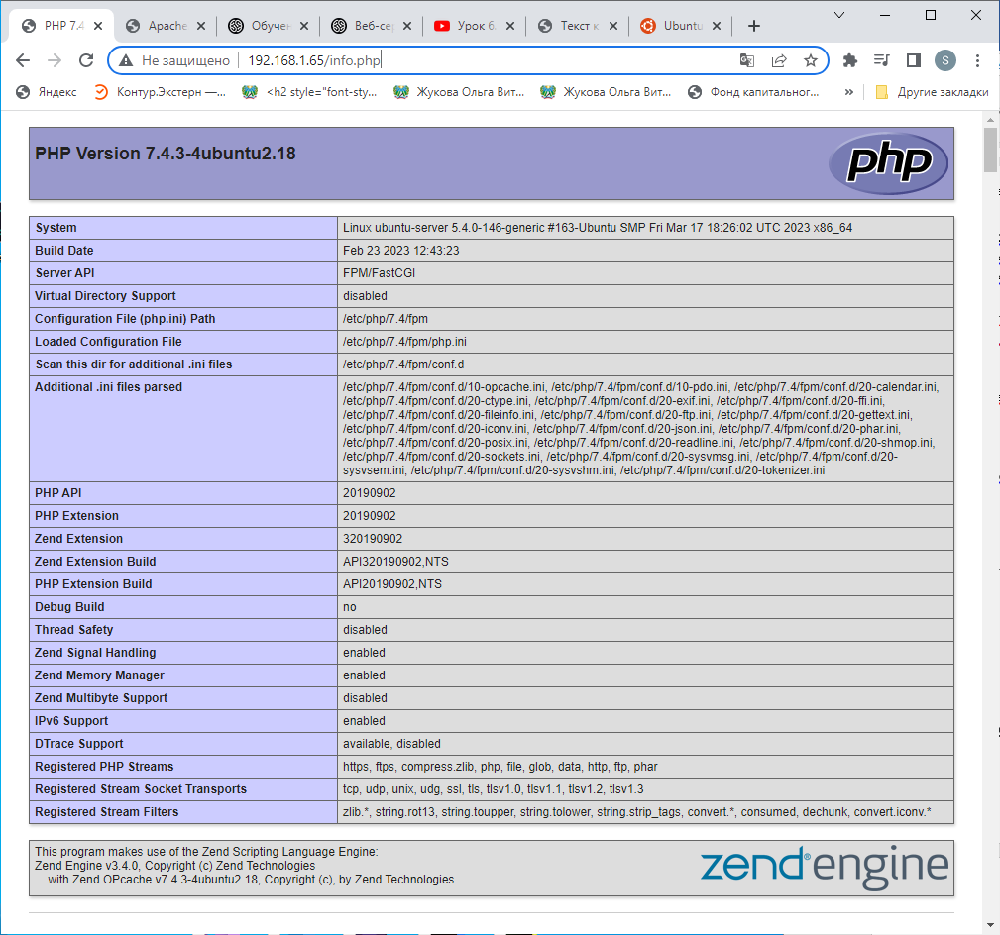 PHP 7.4
Apache
Обучен
Веб-сер
Урок 6.
Текст к
Ubuntu
Не защищено
192.168.1.65/info.php
S
Яндекс
Контур.Экстерн —...
<h2 style="font-sty...
Жукова Ольга Вит...
Жукова Ольга Вит...
Фонд капитальног...
»
Другие закладки
PHP Version 7.4.3-4ubuntu2.18
php
System Linux ubuntu-server 5.4.0-146-generic #163-Ubuntu SMP Fri Mar 17 18:26:02 UTC 2023 x86_64
Build Date Feb 23 2023 12:43:23
Server API FPM/FastCGI
Virtual Directory Support disabled
Configuration File (php.ini) Path /etc/php/7.4/fpm
Loaded Configuration File /etc/php/7.4/fpm/php.ini
Scan this dir for additional .ini files /etc/php/7.4/fpm/conf.d
Additional .ini files parsed /etc/php/7.4/fpm/conf.d/10-opcache.ini, /etc/php/7.4/fpm/conf.d/10-pdo.ini, /etc/php/7.4/fpm/conf.d/20-calendar.ini,
/etc/php/7.4/fpm/conf.d/20-ctype.ini, /etc/php/7.4/fpm/conf.d/20-exif.ini, /etc/php/7.4/fpm/conf.d/20-ffi.ini,
/etc/php/7.4/fpm/conf.d/20-fileinfo.ini, /etc/php/7.4/fpm/conf.d/20-ftp.ini, /etc/php/7.4/fpm/conf.d/20-gettext.ini,
/etc/php/7.4/fpm/conf.d/20-iconv.ini, /etc/php/7.4/fpm/conf.d/20-json.ini, /etc/php/7.4/fpm/conf.d/20-phar.ini,
/etc/php/7.4/fpm/conf.d/20-posix.ini, /etc/php/7.4/fpm/conf.d/20-readline.ini, /etc/php/7.4/fpm/conf.d/20-shmop.ini,
/etc/php/7.4/fpm/conf.d/20-sockets.ini, /etc/php/7.4/fpm/conf.d/20-sysvmsg.ini, /etc/php/7.4/fpm/conf.d/20-
sysvsem.ini, /etc/php/7.4/fpm/conf.d/20-sysvshm.ini, /etc/php/7.4/fpm/conf.d/20-tokenizer.ini
PHP API 20190902
PHP Extension 20190902
Zend Extension 320190902
Zend Extension Build API320190902,NTS
PHP Extension Build API20190902,NTS
Debug Build no
Thread Safety disabled
Zend Signal Handling enabled
Zend Memory Manager enabled
Zend Multibyte Support disabled
IPv6 Support enabled
DTrace Support available, disabled
Registered PHP Streams https, ftps, compress.zlib, php, file, glob, data, http, ftp, phar
Registered Stream Socket Transports tcp, udp, unix, udg, ssl, tls, tlsv1.0, tlsv1.1, tlsv1.2, tlsv1.3
Registered Stream Filters zlib.*, string.rot13, string.toupper, string.tolower, string.strip_tags, convert.*, consumed, dechunk, convert.iconv.*
This program makes use of the Zend Scripting Language Engine:
Zend Engine v3.4.0, Copyright (c) Zend Technologies
with Zend OPcache v7.4.3-4ubuntu2.18, Copyright (c), by Zend Technologies
zend® engine